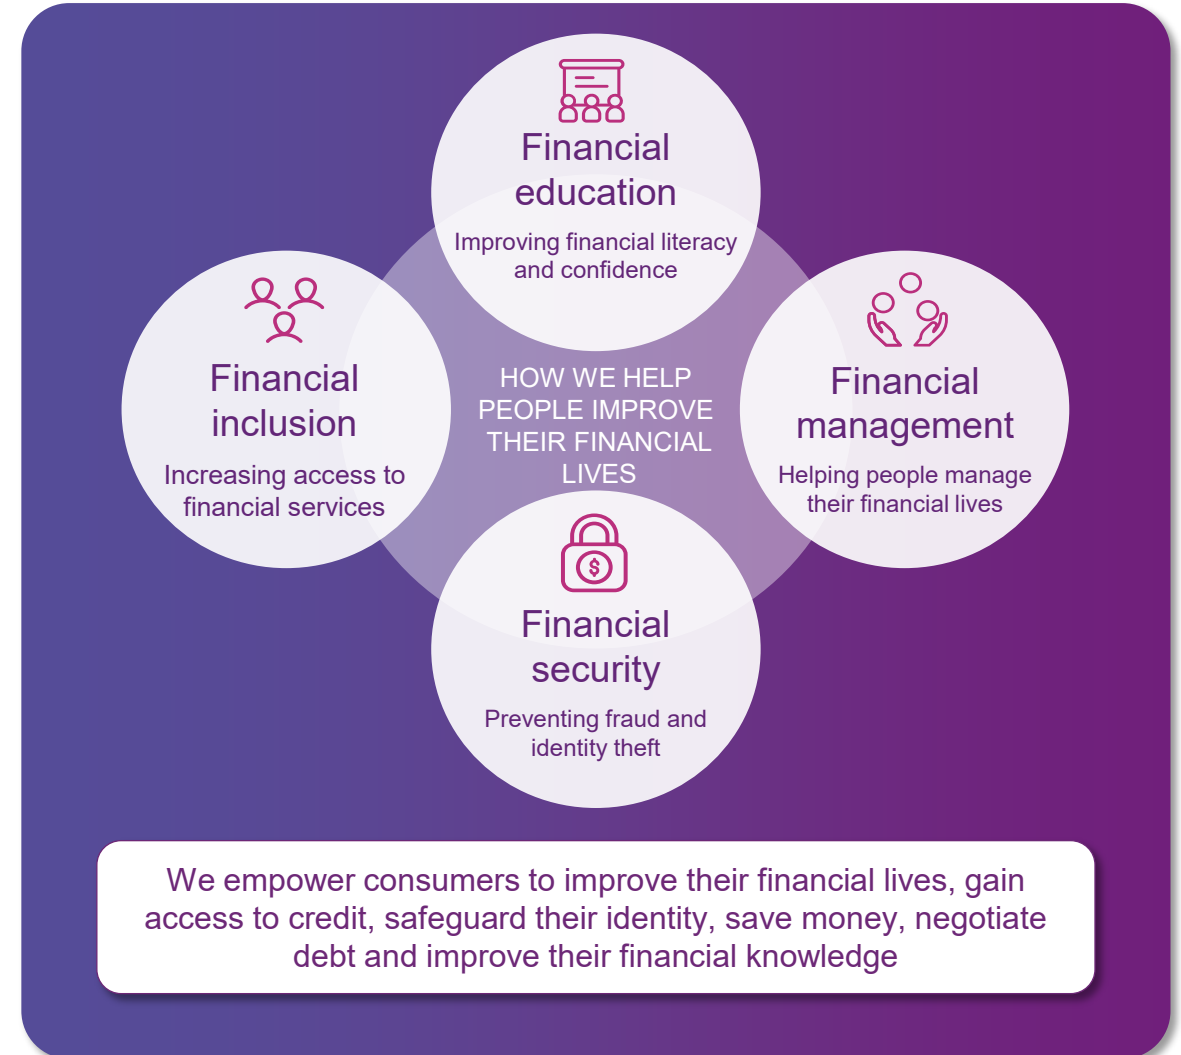 Financial
education
Improving financial literacy
and confidence
Financial
inclusion
Increasing access to
financial services
HOW WE HELP
PEOPLE IMPROVE
THEIR FINANCIAL
LIVES
Financial
management
Helping people manage
their financial lives
$
Financial
security
Preventing fraud and
identity theft
We empower consumers to improve their financial lives, gain
access to credit, safeguard their identity, save money, negotiate
debt and improve their financial knowledge